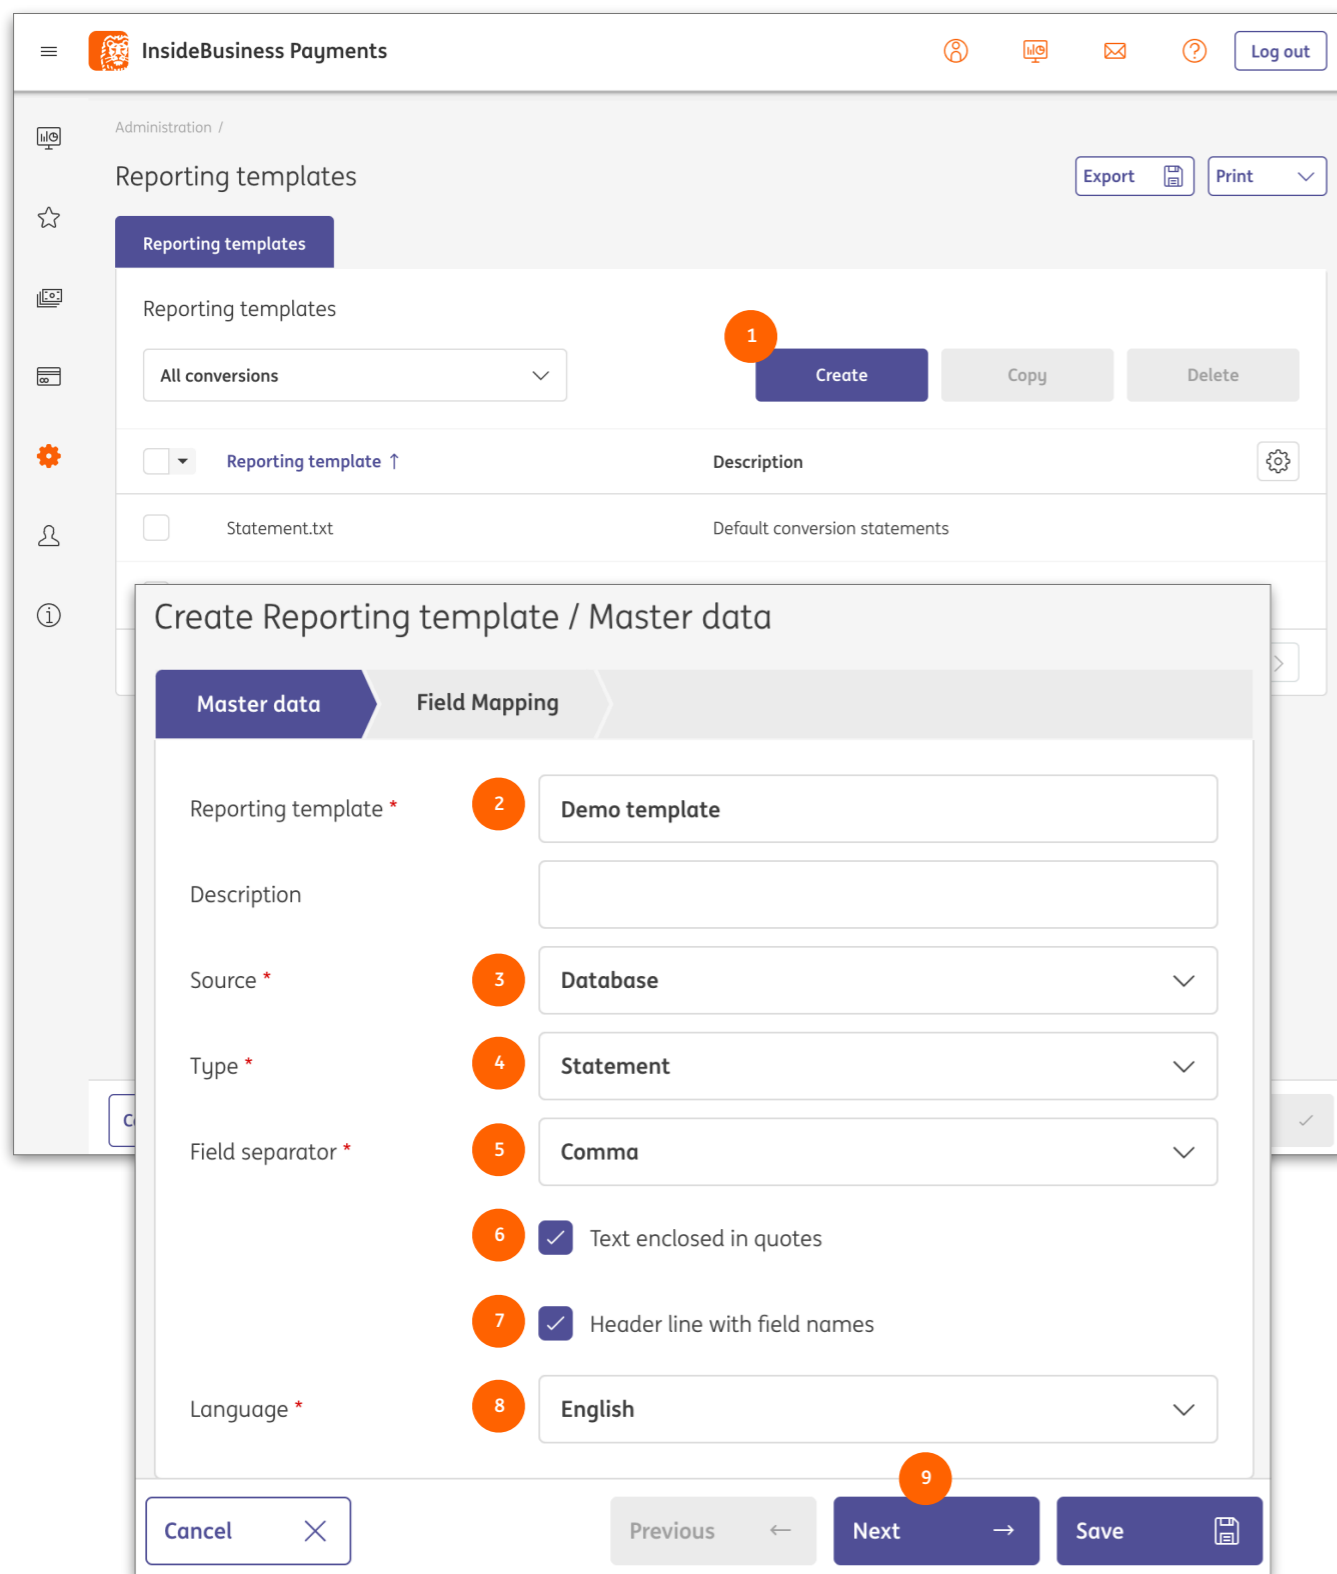 InsideBusiness Payments
Log out
Administration /
Reporting templates
Export
Print
Reporting templates
Reporting templates
1
All conversions
Create
Copy
Delete
Reporting template ↑
Description
Statement.txt
Default conversion statements
Create Reporting template / Master data
Master data
Field Mapping
Reporting template *
2
Demo template
Description
Source *
3
Database
Type *
4
Statement
Field separator *
5
Comma
6
Text enclosed in quotes
7
Header line with field names
Language *
8
English
9
Cancel
Previous ←
Next →
Save